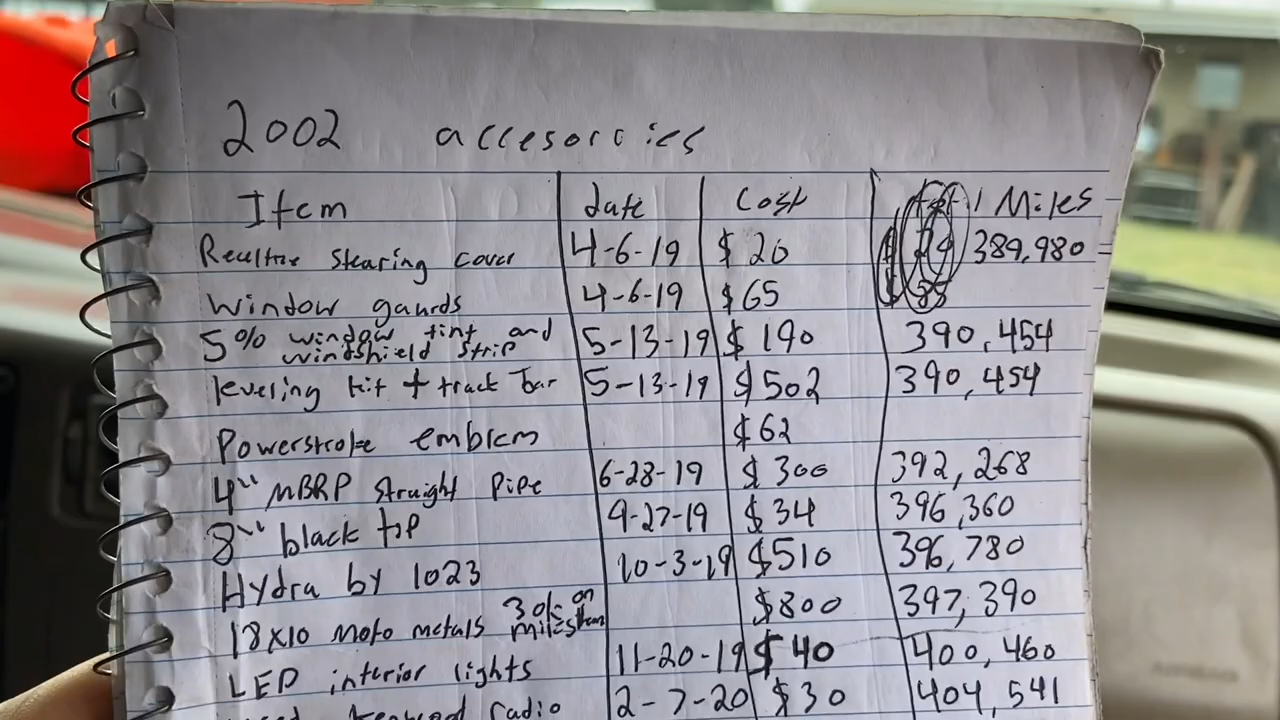 2002 accesorries
Item date Cost Miles
Realtree stearing cover 4-6-19 $20 389,980
Window gaurds 4-6-19 $65
5% window tint and
windshield strip 5-13-19 $190 390,454
leveling kit + track bar 5-13-19 $502 390,454
Powerstroke emblem $62
4" MBRP straight pipe 6-28-19 $300 392,268
8" black tip 9-27-19 $34 396,360
Hydra by 1023 10-3-19 $510 396,780
18x10 moto metals $800 397,390
LED interior lights 11-20-19 $40 400,460
radio 2-7-20 $30 404,541